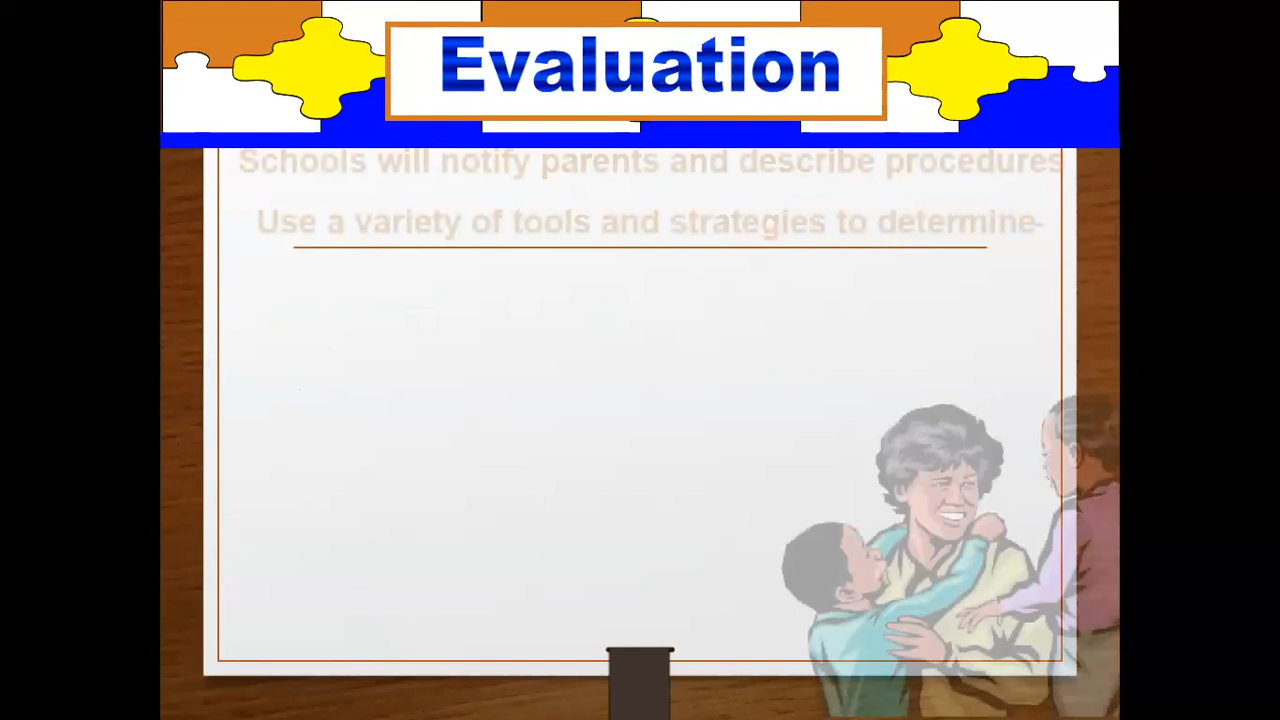 Evaluation
Schools will notify parents and describe procedures
Use a variety of tools and strategies to determine-